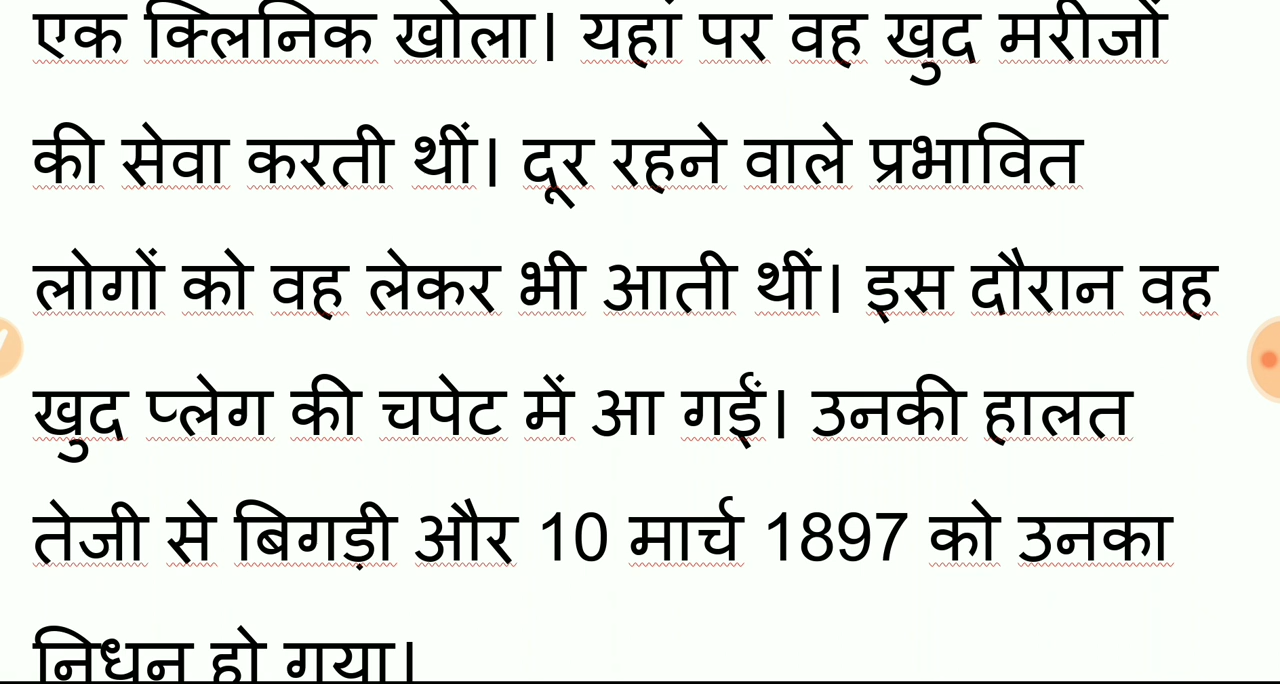 एक क्लिनिक खोला। यहां पर वह खुद मरीजों
की सेवा करती थीं। दूर रहने वाले प्रभावित
लोगों को वह लेकर भी आती थीं। इस दौरान वह
खुद प्लेग की चपेट में आ गईं। उनकी हालत
तेजी से बिगड़ी और 10 मार्च 1897 को उनका
निधन हो गया।